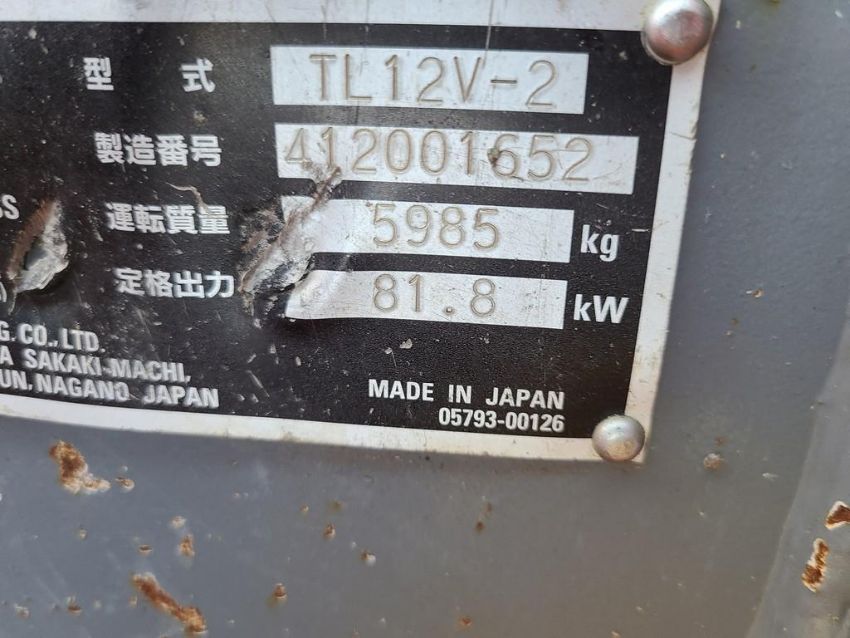 型式 TL12V-2
製造番号 412001652
SS 運転質量 5985 kg
) 定格出力 81.8 kW
G. CO.,LTD.
A SAKAKI-MACHI,
UN, NAGANO JAPAN
MADE IN JAPAN
05793-00126